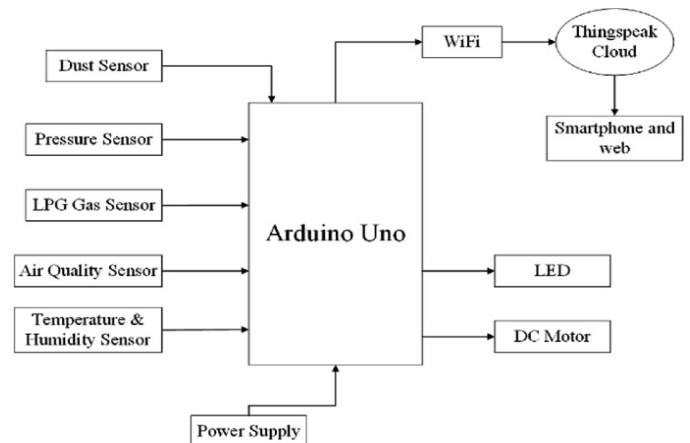 Dust Sensor
Pressure Sensor
LPG Gas Sensor
Air Quality Sensor
Temperature &
Humidity Sensor
Power Supply
Arduino Uno
WiFi
Thingspeak
Cloud
Smartphone and
web
LED
DC Motor